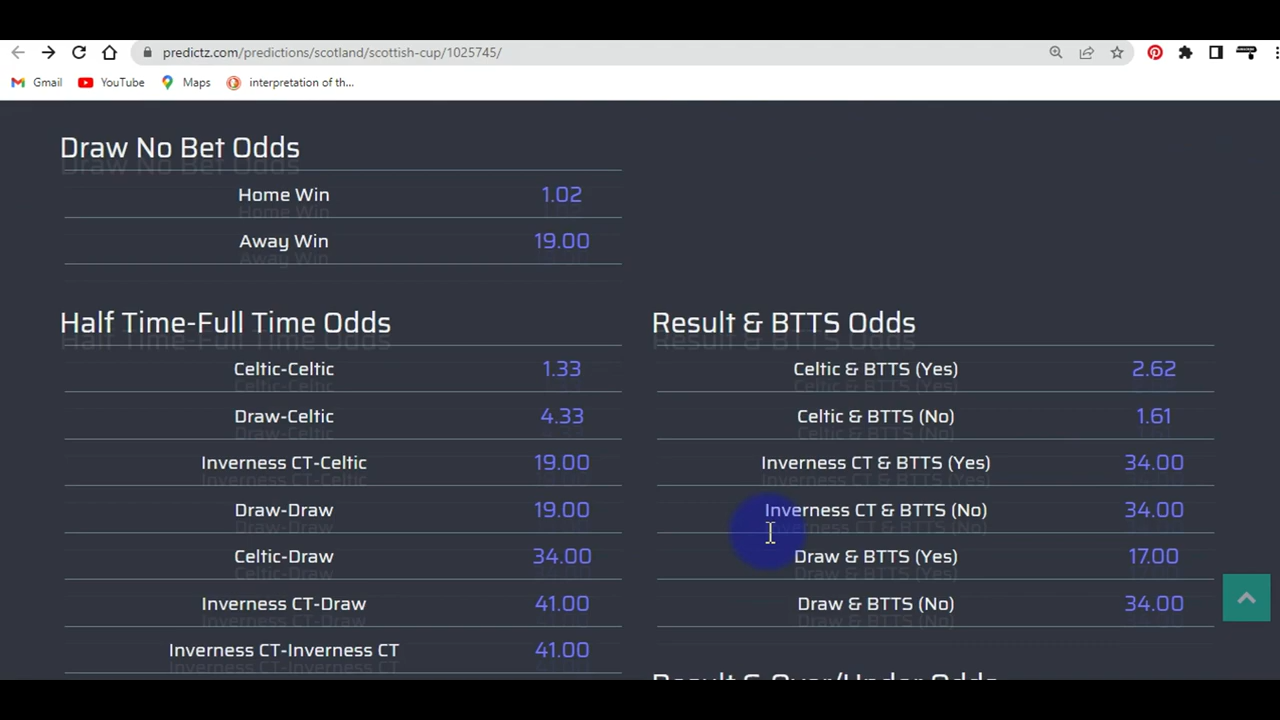 predictz.com/predictions/scotland/scottish-cup/1025745/
Gmail YouTube Maps interpretation of th...
Draw No Bet Odds
Home Win 1.02
Away Win 19.00
Half Time-Full Time Odds
Celtic-Celtic 1.33
Draw-Celtic 4.33
Inverness CT-Celtic 19.00
Draw-Draw 19.00
Celtic-Draw 34.00
Inverness CT-Draw 41.00
Inverness CT-Inverness CT 41.00
Result & BTTS Odds
Celtic & BTTS (Yes) 2.62
Celtic & BTTS (No) 1.61
Inverness CT & BTTS (Yes) 34.00
Inverness CT & BTTS (No) 34.00
Draw & BTTS (Yes) 17.00
Draw & BTTS (No) 34.00
Result & Over/Under Odds